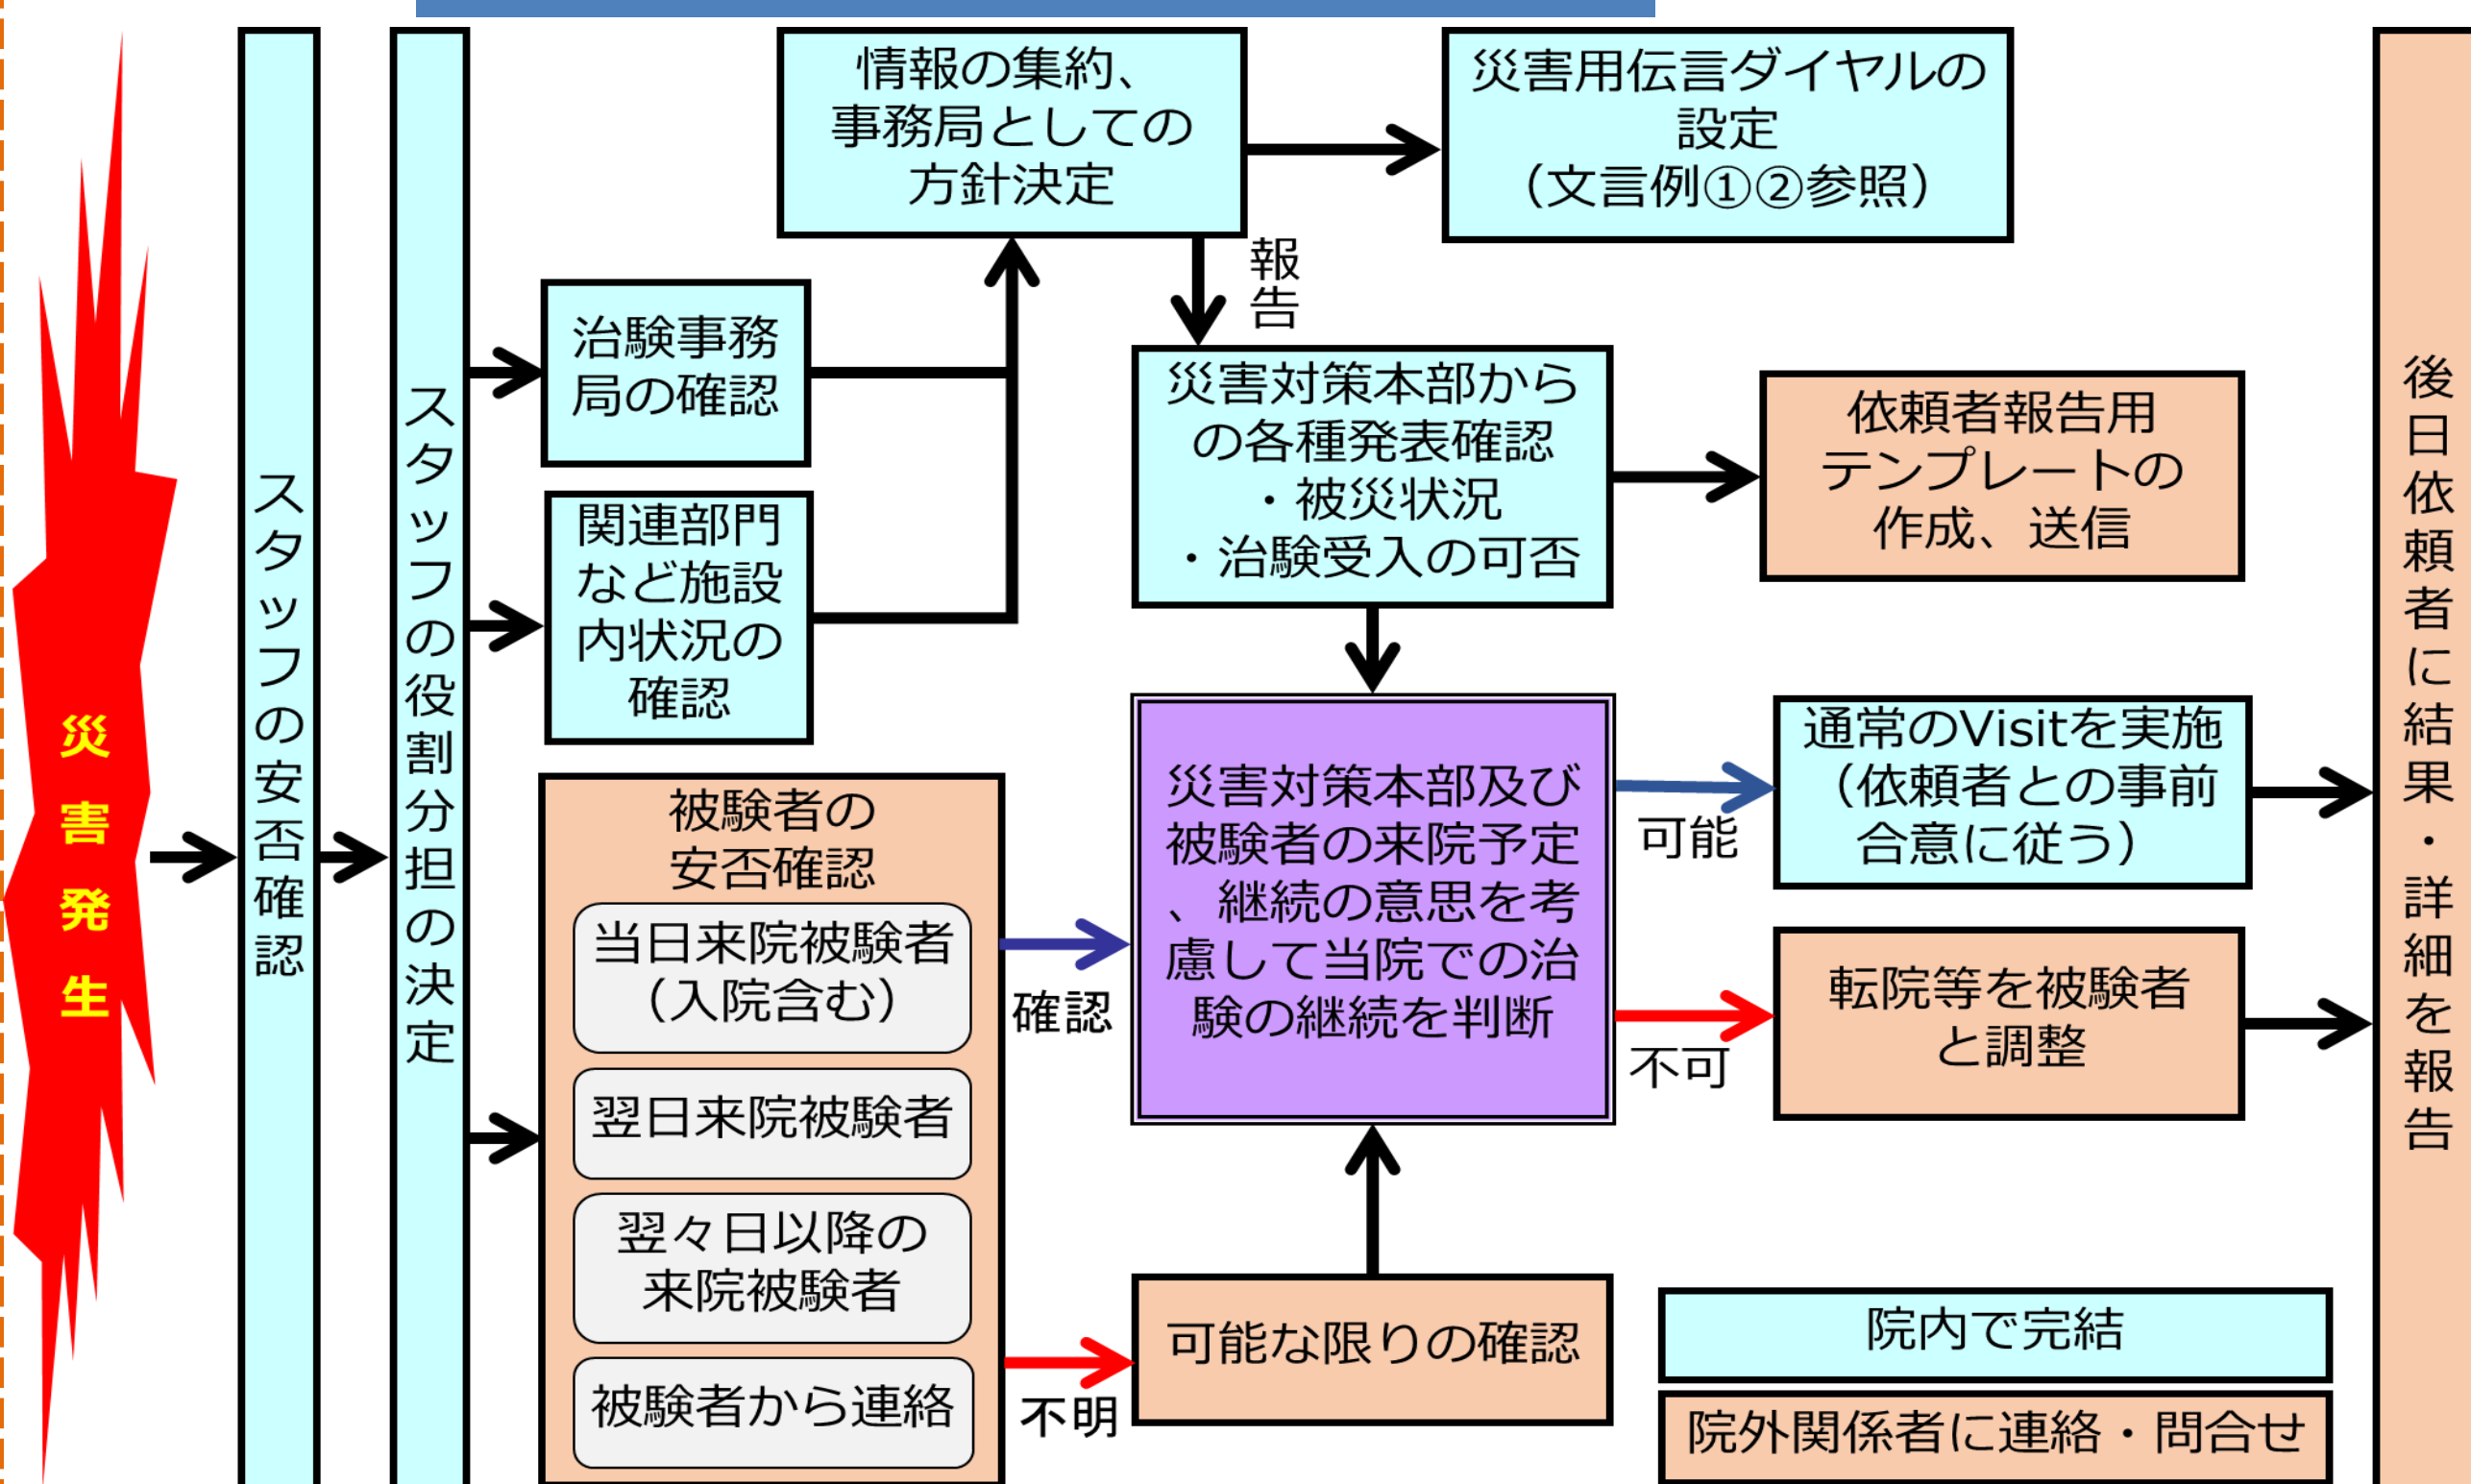 災害発生
スタッフの安否確認
スタッフの役割分担の決定
情報の集約、
事務局としての
方針決定
災害用伝言ダイヤルの
設定
（文言例①②参照）
報告
治験事務
局の確認
関連部門
など施設
内状況の
確認
災害対策本部から
の各種発表確認
・被災状況
・治験受入の可否
依頼者報告用
テンプレートの
作成、送信
被験者の
安否確認
当日来院被験者
（入院含む）
翌日来院被験者
翌々日以降の
来院被験者
被験者から連絡
確認
不明
災害対策本部及び
被験者の来院予定
、継続の意思を考
慮して当院での治
験の継続を判断
可能な限りの確認
可能
不可
通常のVisitを実施
（依頼者との事前
合意に従う）
転院等を被験者
と調整
後日依頼者に結果・詳細を報告
院内で完結
院外関係者に連絡・問合せ